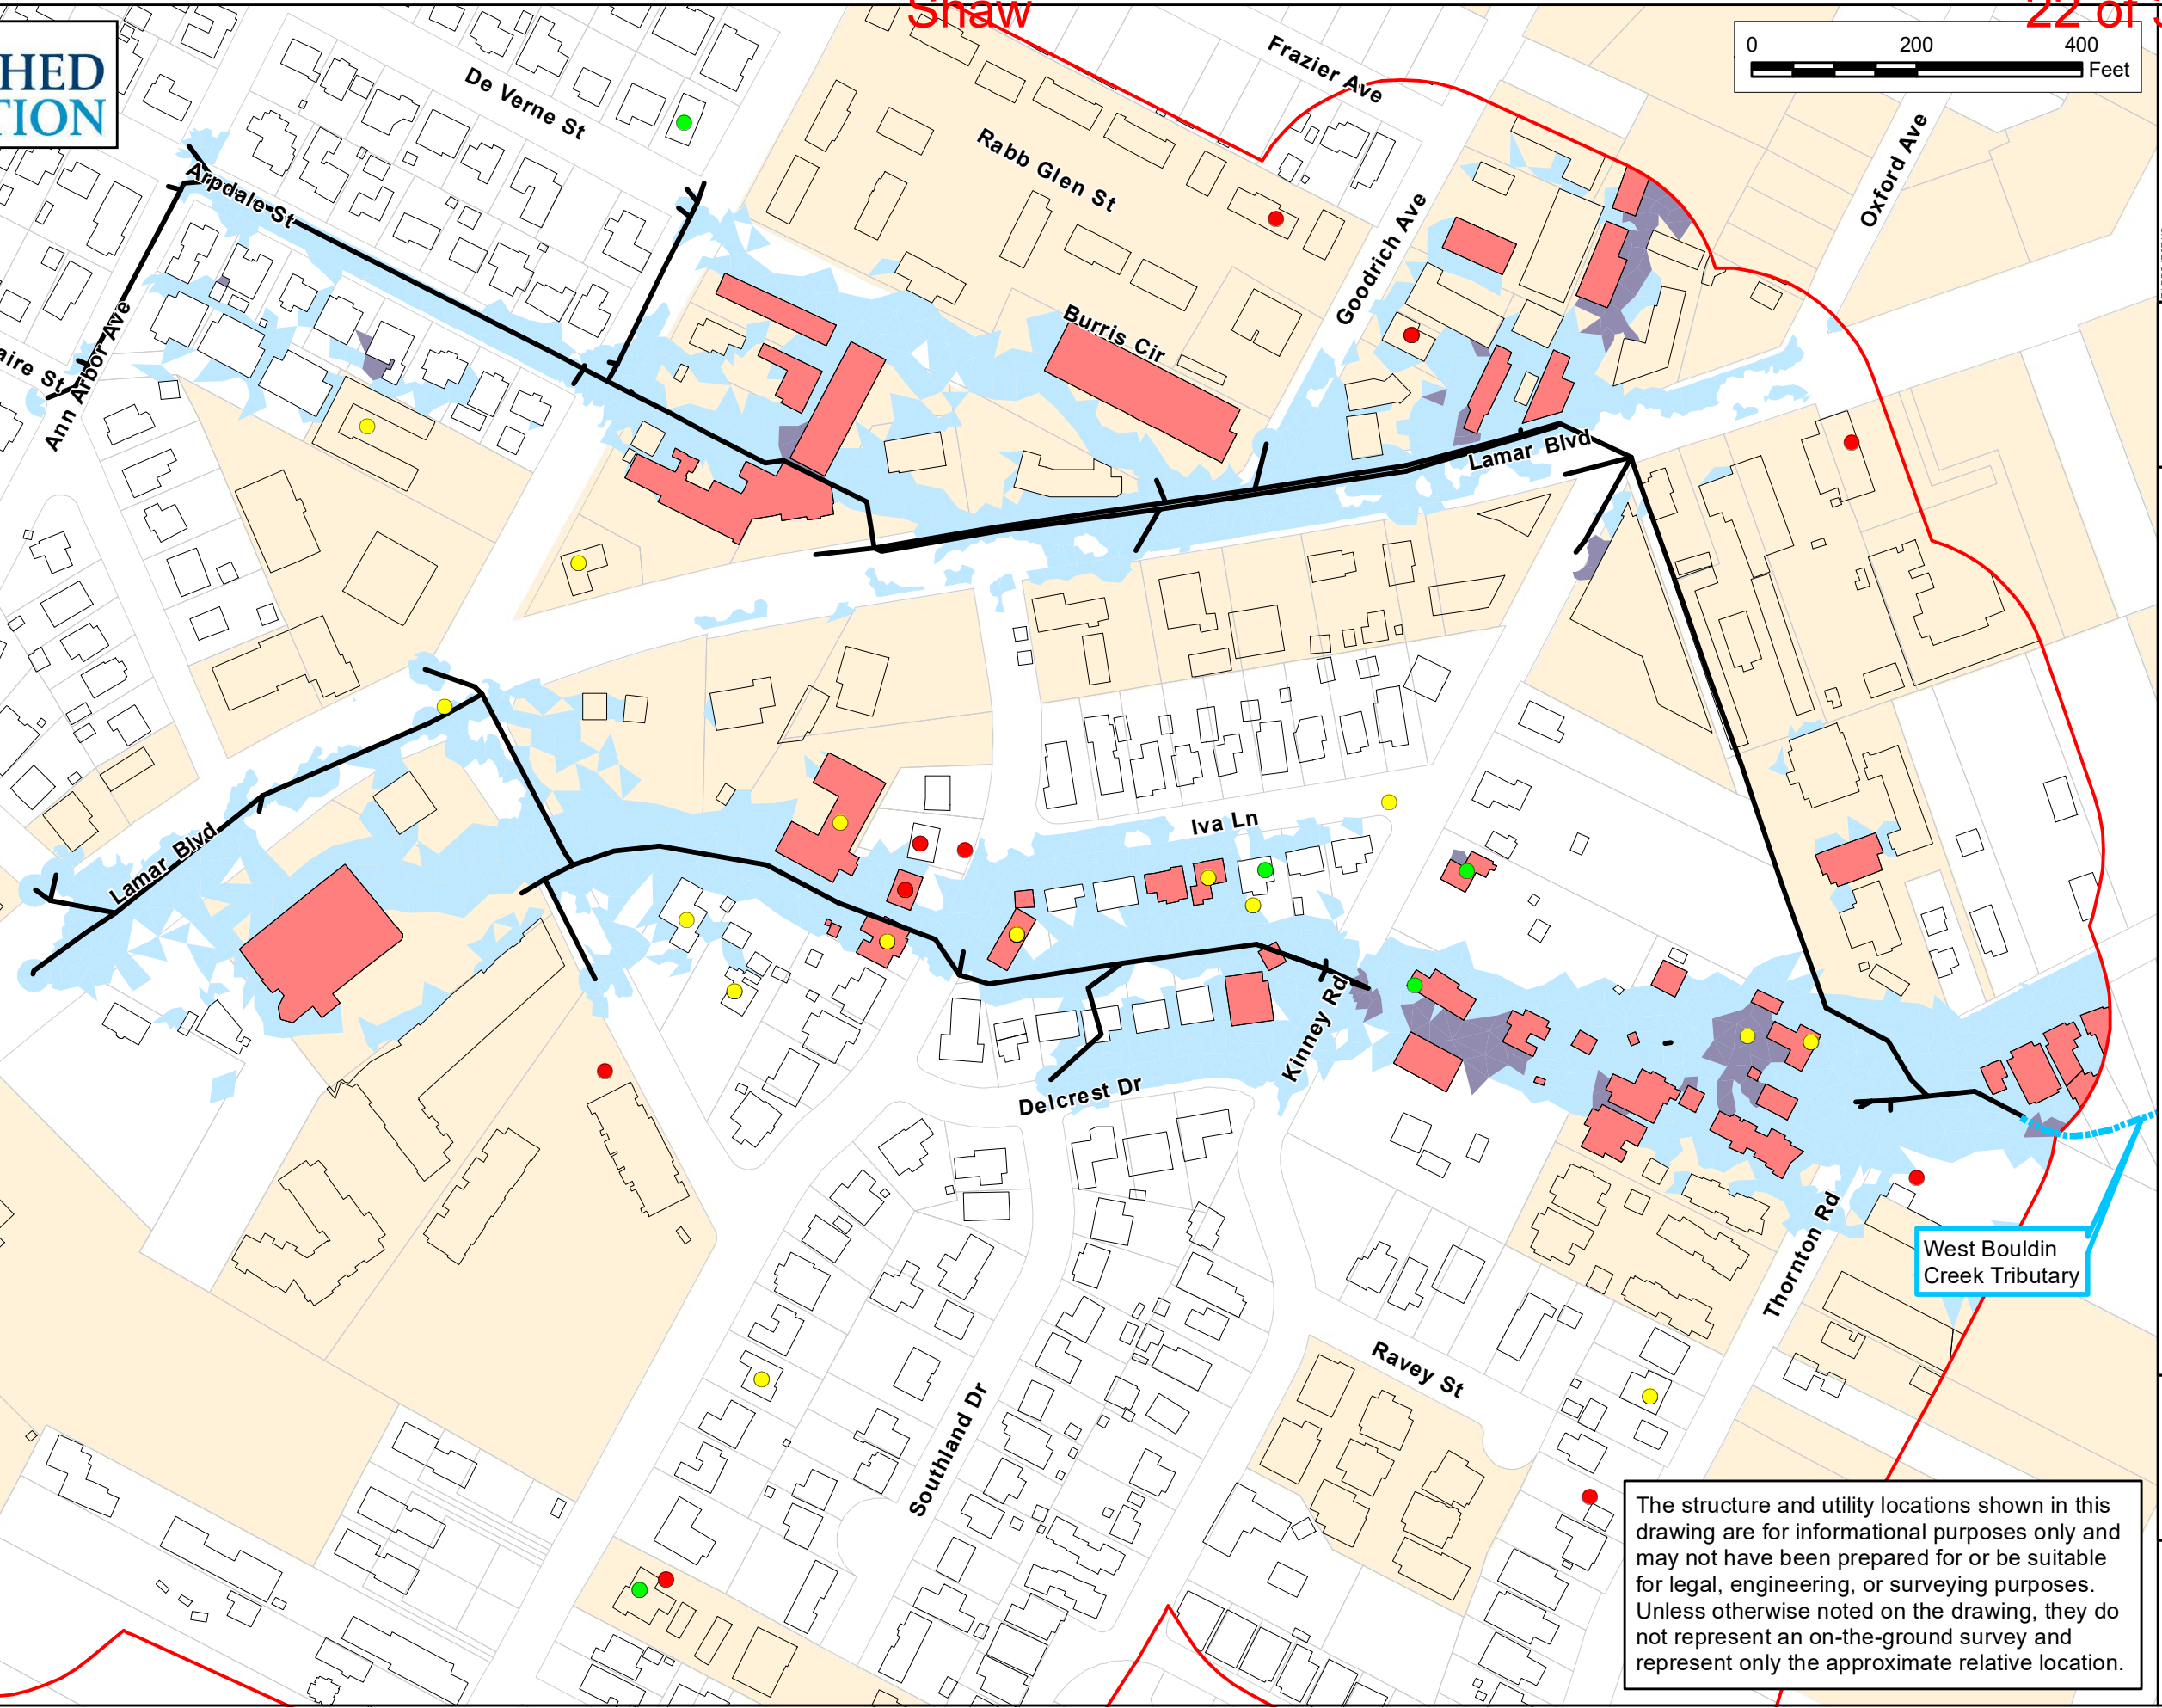 Shaw
22 of
HED
TION
0 200 400
Feet
De Verne St
Frazier Ave
Rabb Glen St
Oxford Ave
Arpdale St
Goodrich Ave
Burris Cir
Ann Arbor Ave
aire St
Lamar Blvd
Iva Ln
Lamar Blvd
Kinney Rd
Delcrest Dr
Thornton Rd
West Bouldin
Creek Tributary
Ravey St
Southland Dr
The structure and utility locations shown in this
drawing are for informational purposes only and
may not have been prepared for or be suitable
for legal, engineering, or surveying purposes.
Unless otherwise noted on the drawing, they do
not represent an on-the-ground survey and
represent only the approximate relative location.